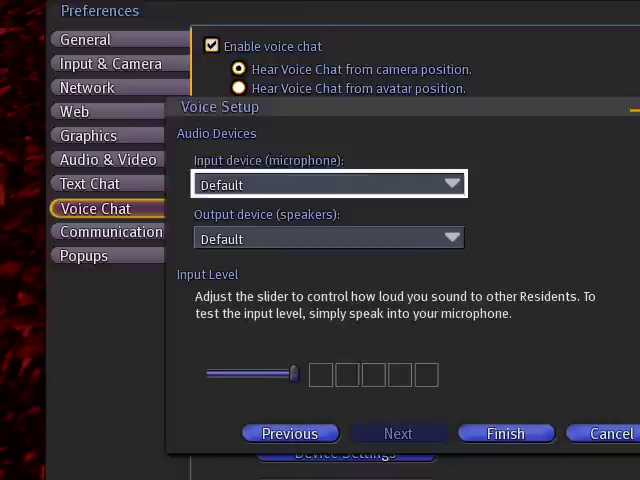 Preferences
General
Input & Camera
Network
Web
Graphics
Audio & Video
Text Chat
Voice Chat
Communication
Popups
Enable voice chat
Hear Voice Chat from camera position.
Hear Voice Chat from avatar position.
Voice Setup
Audio Devices
Input device (microphone):
Default
Output device (speakers):
Default
Input Level
Adjust the slider to control how loud you sound to other Residents. To
test the input level, simply speak into your microphone.
Previous
Next
Finish
Cancel
Device Settings